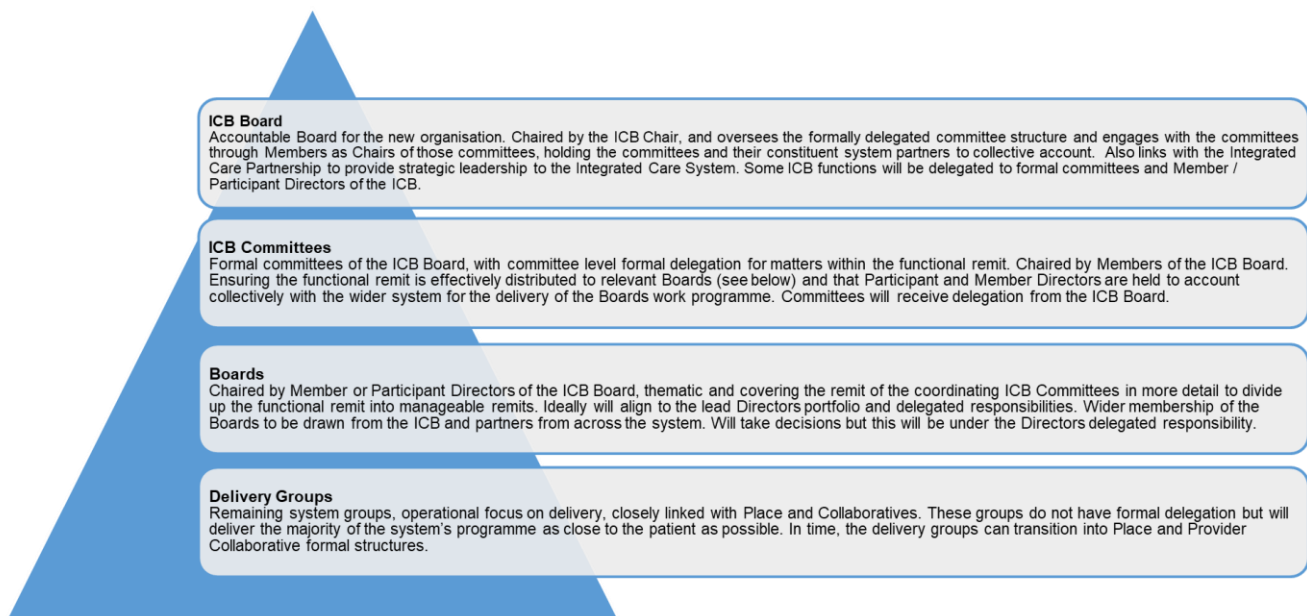 ICB Board
Accountable Board for the new organisation. Chaired by the ICB Chair, and oversees the formally delegated committee structure and engages with the committees
through Members as Chairs of those committees, holding the committees and their constituent system partners to collective account. Also links with the Integrated
Care Partnership to provide strategic leadership to the Integrated Care System. Some ICB functions will be delegated to formal committees and Member /
Participant Directors of the ICB.
ICB Committees
Formal committees of the ICB Board, with committee level formal delegation for matters within the functional remit. Chaired by Members of the ICB Board.
Ensuring the functional remit is effectively distributed to relevant Boards (see below) and that Participant and Member Directors are held to account
collectively with the wider system for the delivery of the Boards work programme. Committees will receive delegation from the ICB Board.
Boards
Chaired by Member or Participant Directors of the ICB Board, thematic and covering the remit of the coordinating ICB Committees in more detail to divide
up the functional remit into manageable remits. Ideally will align to the lead Directors portfolio and delegated responsibilities. Wider membership of the
Boards to be drawn from the ICB and partners from across the system. Will take decisions but this will be under the Directors delegated responsibility.
Delivery Groups
Remaining system groups, operational focus on delivery, closely linked with Place and Collaboratives. These groups do not have formal delegation but will
deliver the majority of the system's programme as close to the patient as possible. In time, the delivery groups can transition into Place and Provider
Collaborative formal structures.